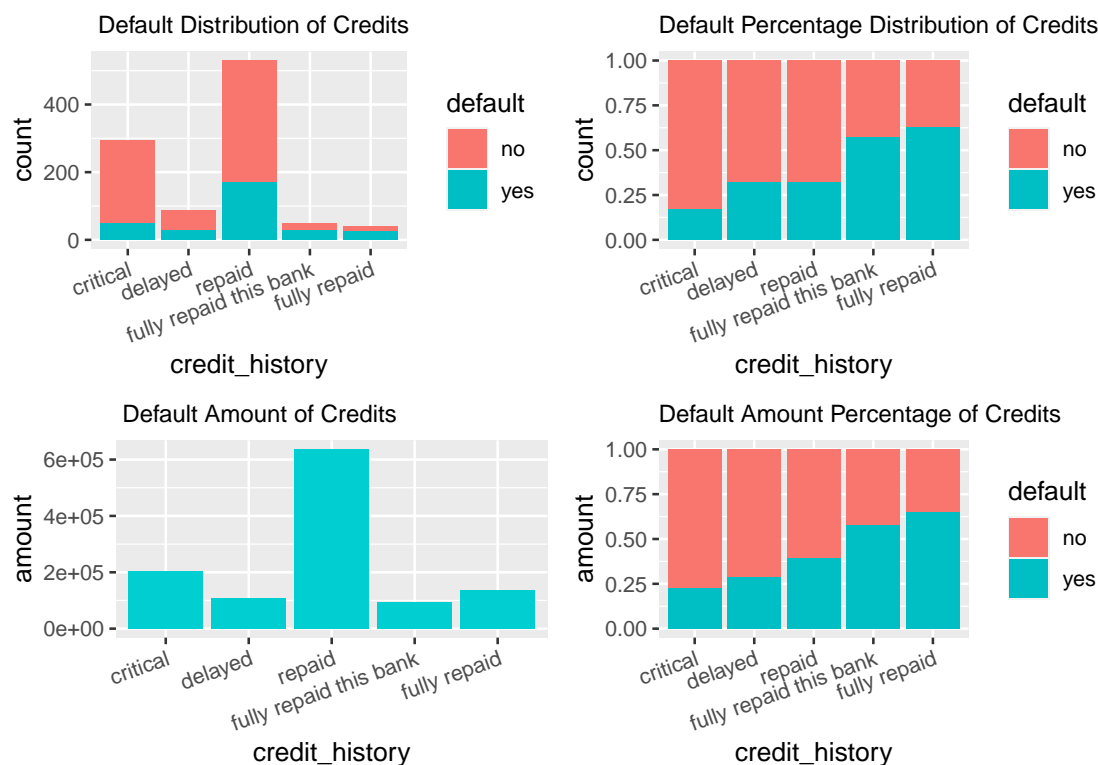 Default Distribution of Credits
count
400
200
0
critical
delayed
repaid
fully repaid this bank
fully repaid
credit_history
default
no
yes
Default Percentage Distribution of Credits
count
1.00
0.75
0.50
0.25
0.00
critical
delayed
repaid
fully repaid this bank
fully repaid
credit_history
default
no
yes
Default Amount of Credits
amount
6e+05
4e+05
2e+05
0e+00
critical
delayed
repaid
fully repaid this bank
fully repaid
credit_history
Default Amount Percentage of Credits
amount
1.00
0.75
0.50
0.25
0.00
critical
delayed
repaid
fully repaid this bank
fully repaid
credit_history
default
no
yes